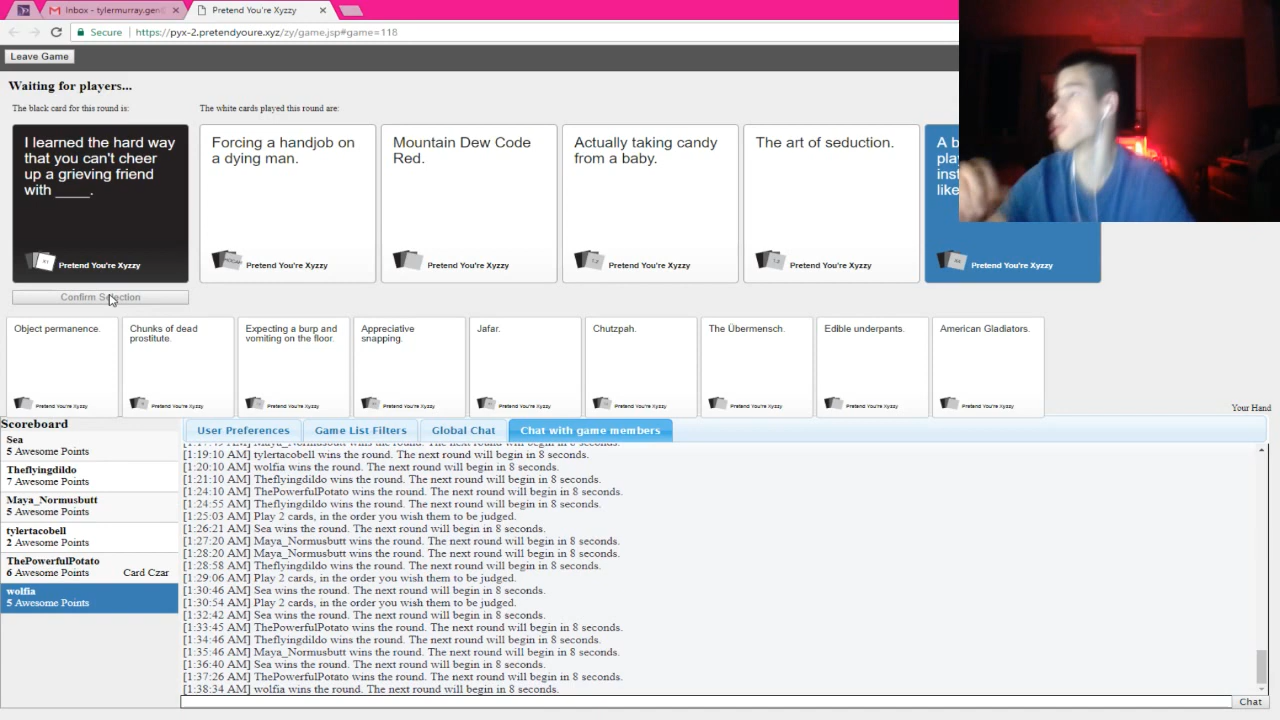 Inbox - tylermurray.gen
Pretend You're Xyzzy
Secure
https://pyx-2.pretendyoure.xyz/zy/game.jsp#game=118
Leave Game
Waiting for players...
The black card for this round is:
The white cards played this round are:
I learned the hard way
that you can't cheer
up a grieving friend
with ____.
Pretend You're Xyzzy
Forcing a handjob on
a dying man.
Pretend You're Xyzzy
Mountain Dew Code
Red.
Pretend You're Xyzzy
Actually taking candy
from a baby.
Pretend You're Xyzzy
The art of seduction.
Pretend You're Xyzzy
A b
pla
inst
like
Pretend You're Xyzzy
Confirm Selection
Object permanence.
Pretend You're Xyzzy
Chunks of dead
prostitute.
Pretend You're Xyzzy
Expecting a burp and
vomiting on the floor.
Pretend You're Xyzzy
Appreciative
snapping.
Pretend You're Xyzzy
Jafar.
Pretend You're Xyzzy
Chutzpah.
Pretend You're Xyzzy
The Übermensch.
Pretend You're Xyzzy
Edible underpants.
Pretend You're Xyzzy
American Gladiators.
Pretend You're Xyzzy
Your Hand
Scoreboard
Sea
5 Awesome Points
Theflyingdildo
7 Awesome Points
Maya_Normusbutt
5 Awesome Points
tylertacobell
2 Awesome Points
ThePowerfulPotato
6 Awesome Points Card Czar
wolfia
5 Awesome Points
User Preferences
Game List Filters
Global Chat
Chat with game members
[1:19:10 AM] tylertacobell wins the round. The next round will begin in 8 seconds.
[1:20:10 AM] wolfia wins the round. The next round will begin in 8 seconds.
[1:21:10 AM] Theflyingdildo wins the round. The next round will begin in 8 seconds.
[1:24:10 AM] ThePowerfulPotato wins the round. The next round will begin in 8 seconds.
[1:24:55 AM] Theflyingdildo wins the round. The next round will begin in 8 seconds.
[1:25:03 AM] Play 2 cards, in the order you wish them to be judged.
[1:26:21 AM] Sea wins the round. The next round will begin in 8 seconds.
[1:27:20 AM] Maya_Normusbutt wins the round. The next round will begin in 8 seconds.
[1:28:20 AM] Maya_Normusbutt wins the round. The next round will begin in 8 seconds.
[1:28:58 AM] Theflyingdildo wins the round. The next round will begin in 8 seconds.
[1:29:06 AM] Play 2 cards, in the order you wish them to be judged.
[1:30:46 AM] Sea wins the round. The next round will begin in 8 seconds.
[1:30:54 AM] Play 2 cards, in the order you wish them to be judged.
[1:32:42 AM] Sea wins the round. The next round will begin in 8 seconds.
[1:33:45 AM] ThePowerfulPotato wins the round. The next round will begin in 8 seconds.
[1:34:46 AM] Theflyingdildo wins the round. The next round will begin in 8 seconds.
[1:35:46 AM] Maya_Normusbutt wins the round. The next round will begin in 8 seconds.
[1:36:40 AM] Sea wins the round. The next round will begin in 8 seconds.
[1:37:26 AM] ThePowerfulPotato wins the round. The next round will begin in 8 seconds.
[1:38:34 AM] wolfia wins the round. The next round will begin in 8 seconds.
Chat